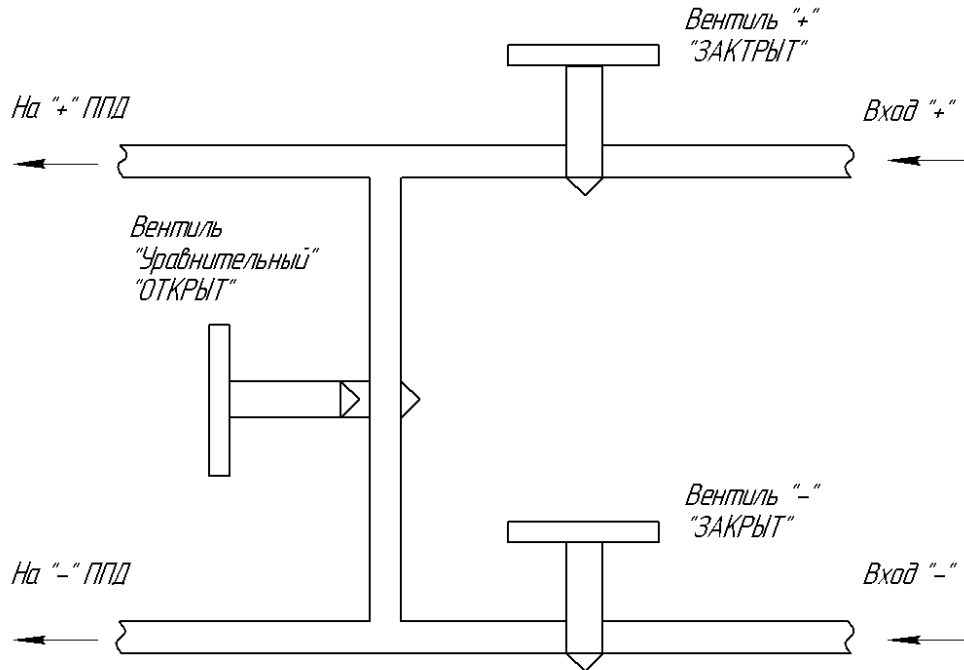 Вентиль "+"
"ЗАКТРЫТ"
На "+" ППД
Вход "+"
Вентиль
"Уравнительный"
"ОТКРЫТ"
Вентиль "-"
"ЗАКРЫТ"
На "-" ППД
Вход "-"